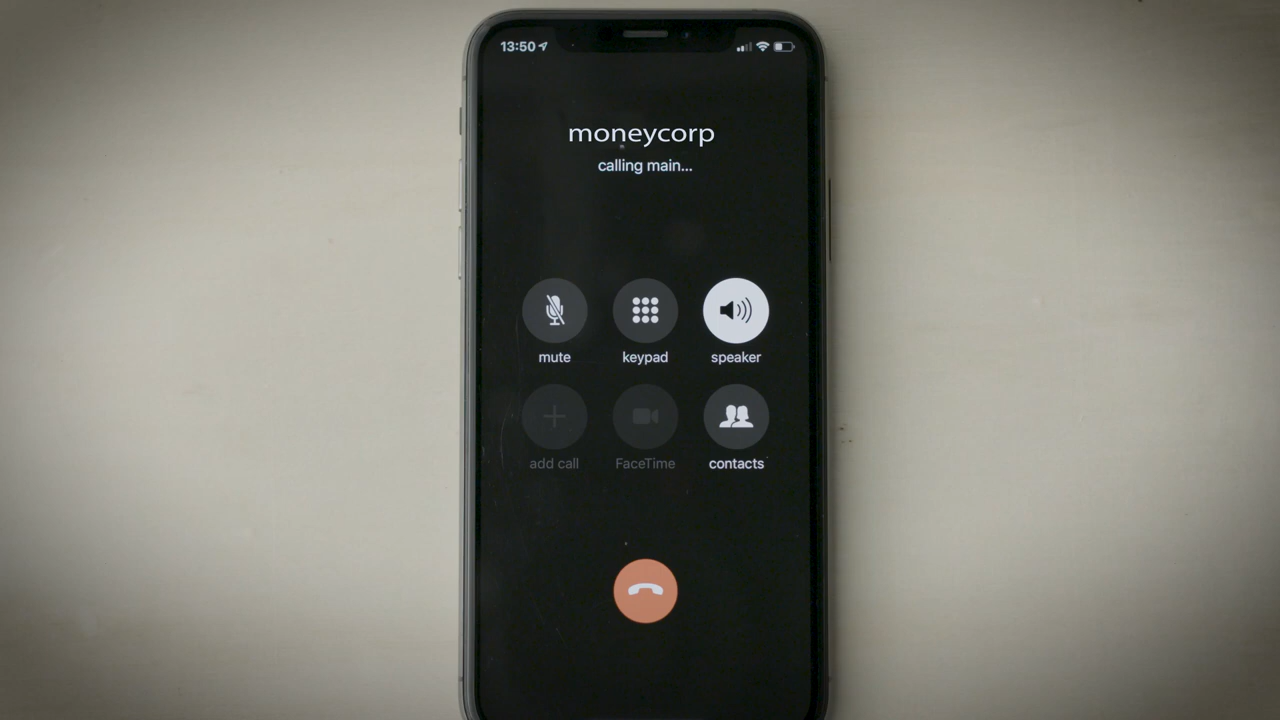 13:50
moneycorp
calling main...
mute keypad speaker
add call FaceTime contacts